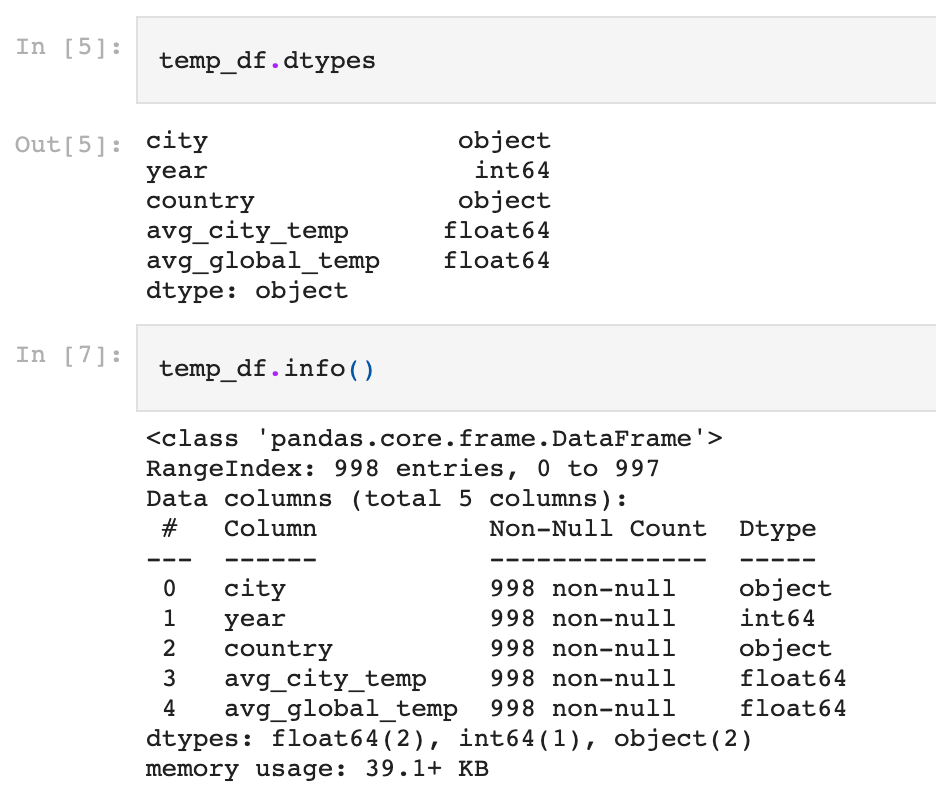 In [5]: temp_df.dtypes
Out[5]: city                 object
year                  int64
country              object
avg_city_temp       float64
avg_global_temp     float64
dtype: object
In [7]: temp_df.info()
<class 'pandas.core.frame.DataFrame'>
RangeIndex: 998 entries, 0 to 997
Data columns (total 5 columns):
 #   Column           Non-Null Count  Dtype
---  ------           --------------  -----
 0   city             998 non-null    object
 1   year             998 non-null    int64
 2   country          998 non-null    object
 3   avg_city_temp    998 non-null    float64
 4   avg_global_temp  998 non-null    float64
dtypes: float64(2), int64(1), object(2)
memory usage: 39.1+ KB